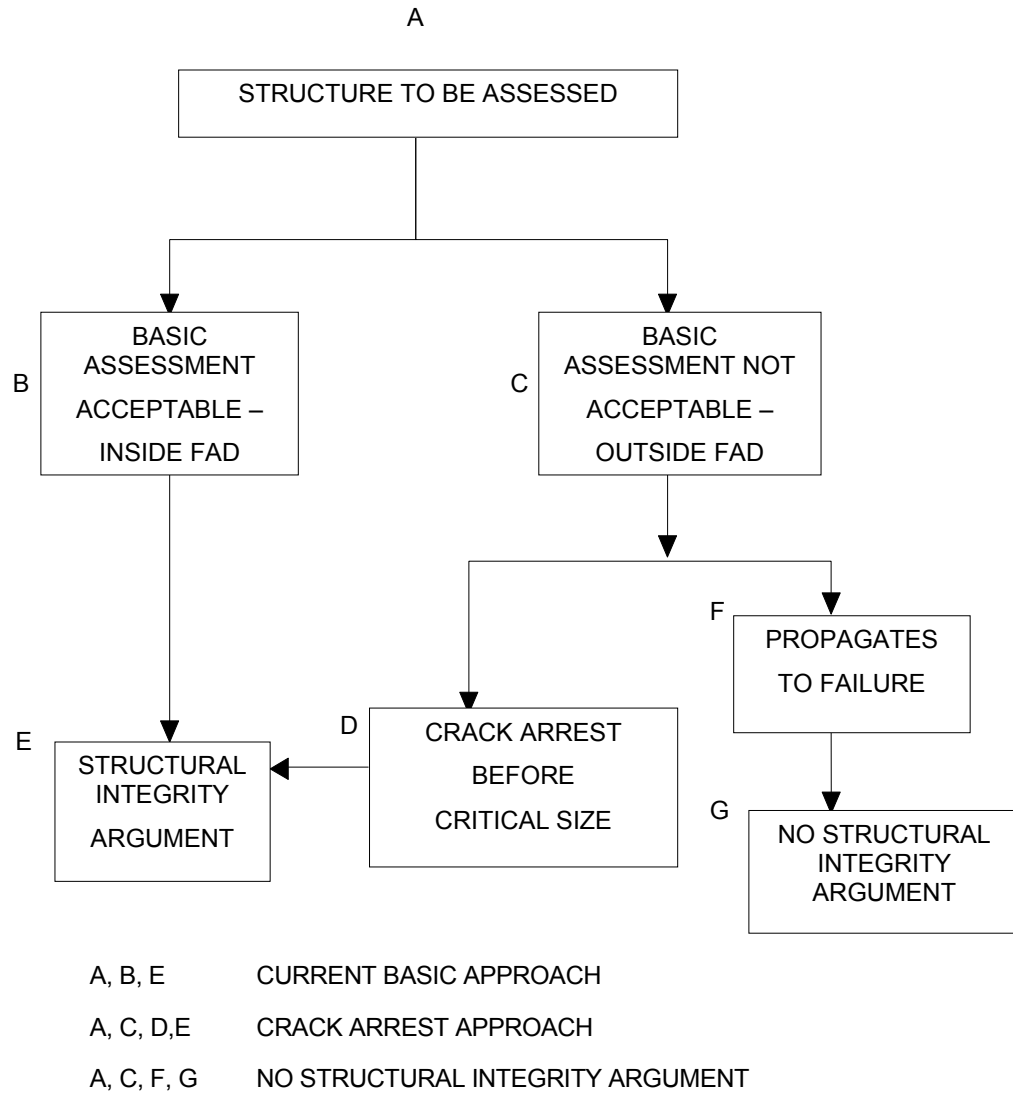 A
STRUCTURE TO BE ASSESSED
B
BASIC
ASSESSMENT
ACCEPTABLE –
INSIDE FAD
C
BASIC
ASSESSMENT NOT
ACCEPTABLE –
OUTSIDE FAD
F
PROPAGATES
TO FAILURE
D
CRACK ARREST
BEFORE
CRITICAL SIZE
E
STRUCTURAL
INTEGRITY
ARGUMENT
G
NO STRUCTURAL
INTEGRITY
ARGUMENT
A, B, E CURRENT BASIC APPROACH
A, C, D,E CRACK ARREST APPROACH
A, C, F, G NO STRUCTURAL INTEGRITY ARGUMENT